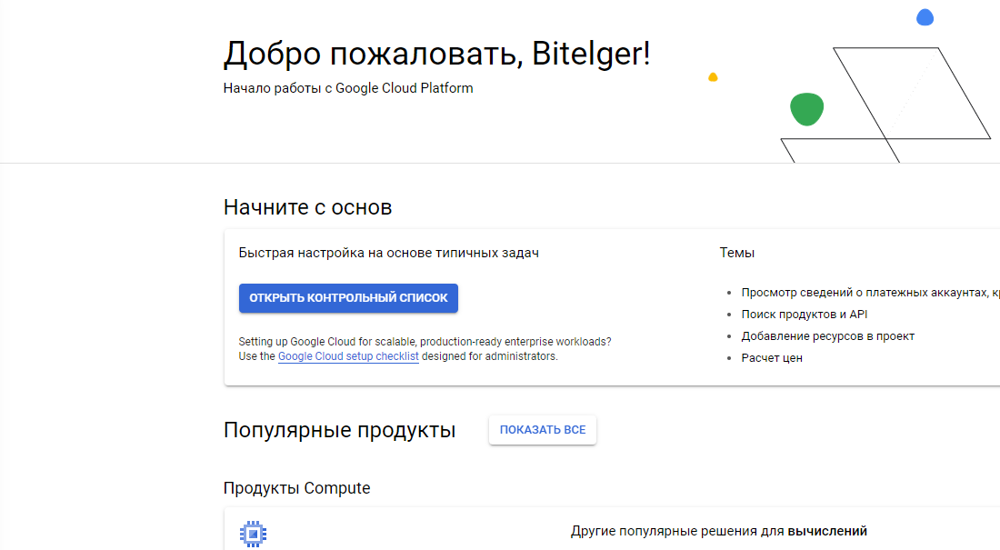 Добро пожаловать, Bitelger!
Начало работы с Google Cloud Platform
Начните с основ
Быстрая настройка на основе типичных задач
ОТКРЫТЬ КОНТРОЛЬНЫЙ СПИСОК
Setting up Google Cloud for scalable, production-ready enterprise workloads?
Use the Google Cloud setup checklist designed for administrators.
Темы
Просмотр сведений о платежных аккаунтах,
Поиск продуктов и API
Добавление ресурсов в проект
Расчет цен
Популярные продукты
ПОКАЗАТЬ ВСЕ
Продукты Compute
Другие популярные решения для вычислений